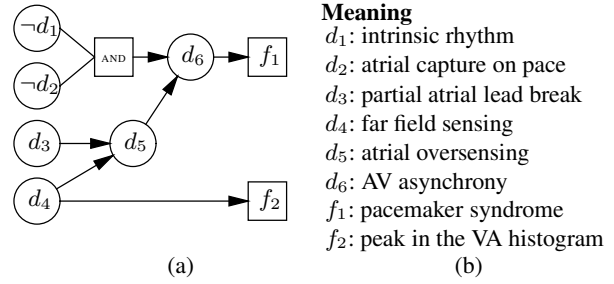 ¬d₁
¬d₂
AND
d₆
f₁
d₃
d₅
d₄
f₂
(a)
Meaning
d₁: intrinsic rhythm
d₂: atrial capture on pace
d₃: partial atrial lead break
d₄: far field sensing
d₅: atrial oversensing
d₆: AV asynchrony
f₁: pacemaker syndrome
f₂: peak in the VA histogram
(b)